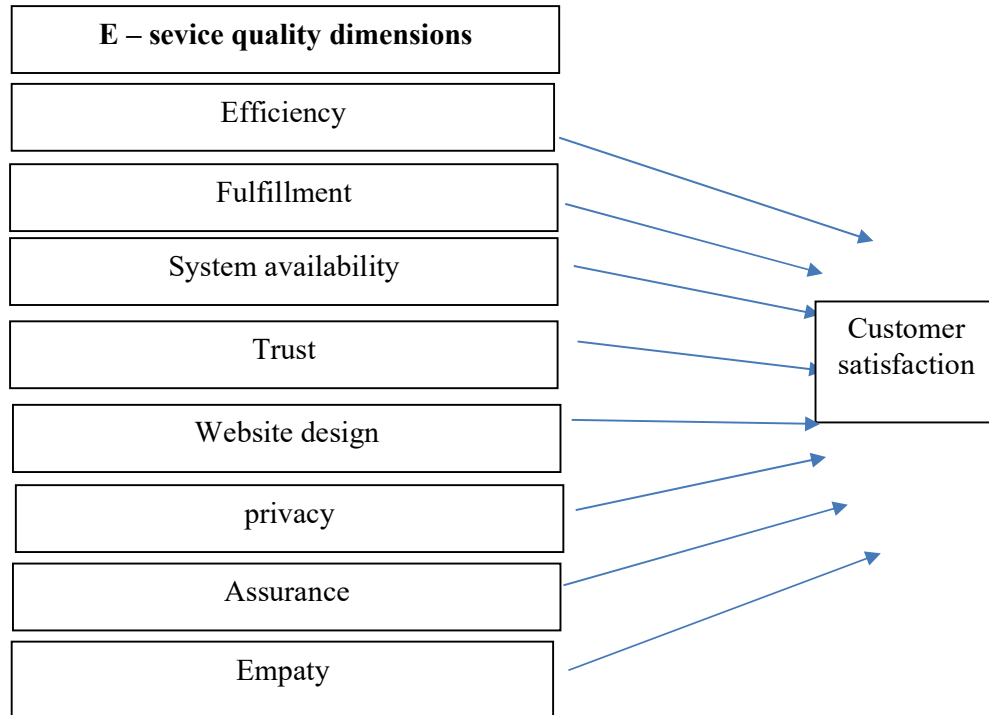 E – sevice quality dimensions
Efficiency
Fulfillment
System availability
Trust
Website design
privacy
Assurance
Empaty
Customer
satisfaction